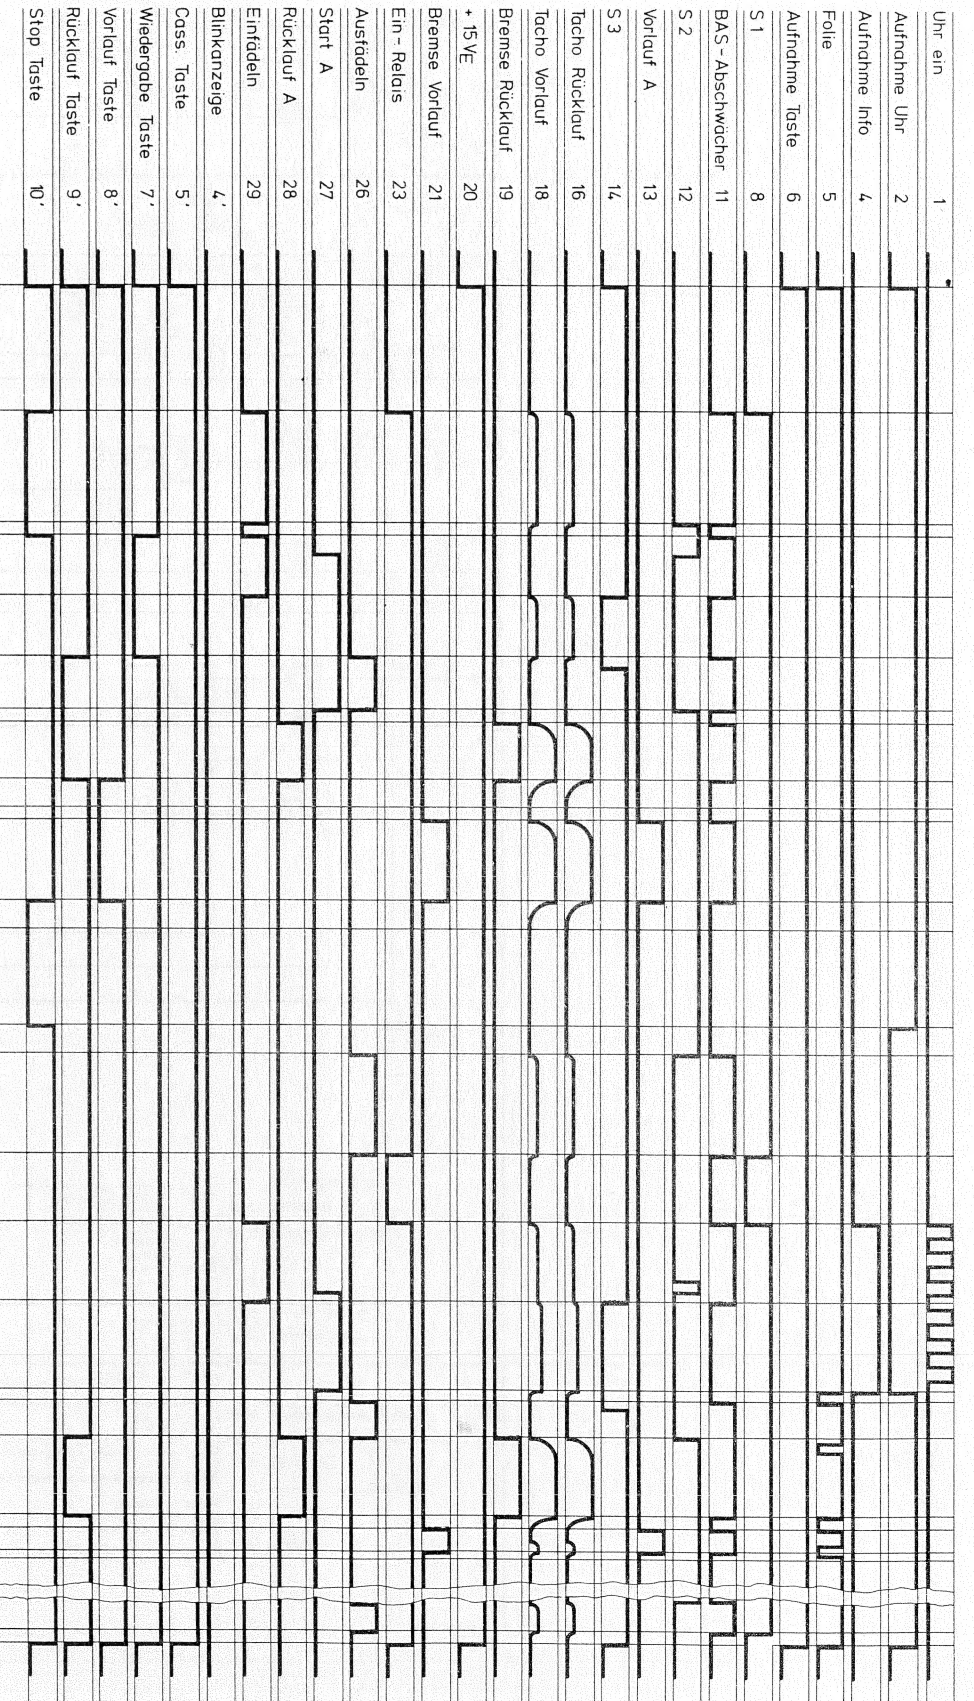 Uhr ein 1
Aufnahme Uhr 2
Aufnahme Info 4
Folie 5
Aufnahme Taste 6
S 1 8
BAS - Abschwächer 11
S 2 12
Vorlauf A 13
S 3 14
Tacho Rücklauf 16
Tacho Vorlauf 18
Bremse Rücklauf 19
+ 15 VE 20
Bremse Vorlauf 21
Ein - Relais 23
Ausfädeln 26
Start A 27
Rücklauf A 28
Einfädeln 29
Blinkanzeige 4'
Cass. Taste 5'
Wiedergabe Taste 7'
Vorlauf Taste 8'
Rücklauf Taste 9'
Stop Taste 10'